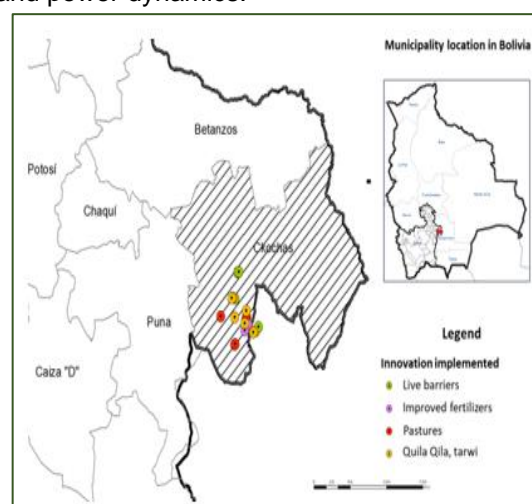 and power dynamics.
Municipality location in Bolivia
Betanzos
Potosí
Chaquí
Ckochas
Puna
Caiza "D"
Legend
Innovation implemented
Live barriers
Improved fertilizers
Pastures
Quila Qila, tarwi